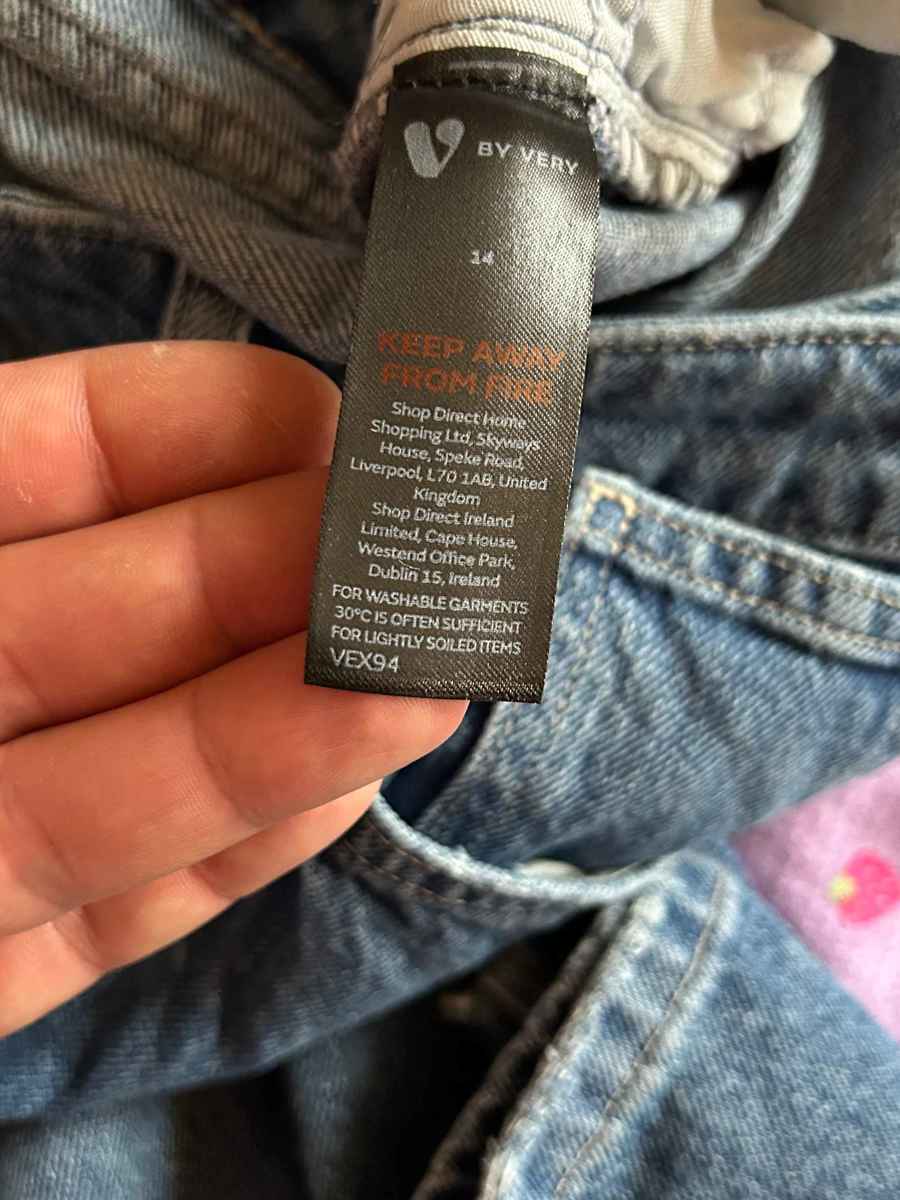 V BY VERY
14
KEEP AWAY
FROM FIRE
Shop Direct Home
Shopping Ltd, Skyways
House, Speke Road,
Liverpool, L70 1AB, United
Kingdom
Shop Direct Ireland
Limited, Cape House,
Westend Office Park,
Dublin 15, Ireland
FOR WASHABLE GARMENTS
30°C IS OFTEN SUFFICIENT
FOR LIGHTLY SOILED ITEMS
VEX94